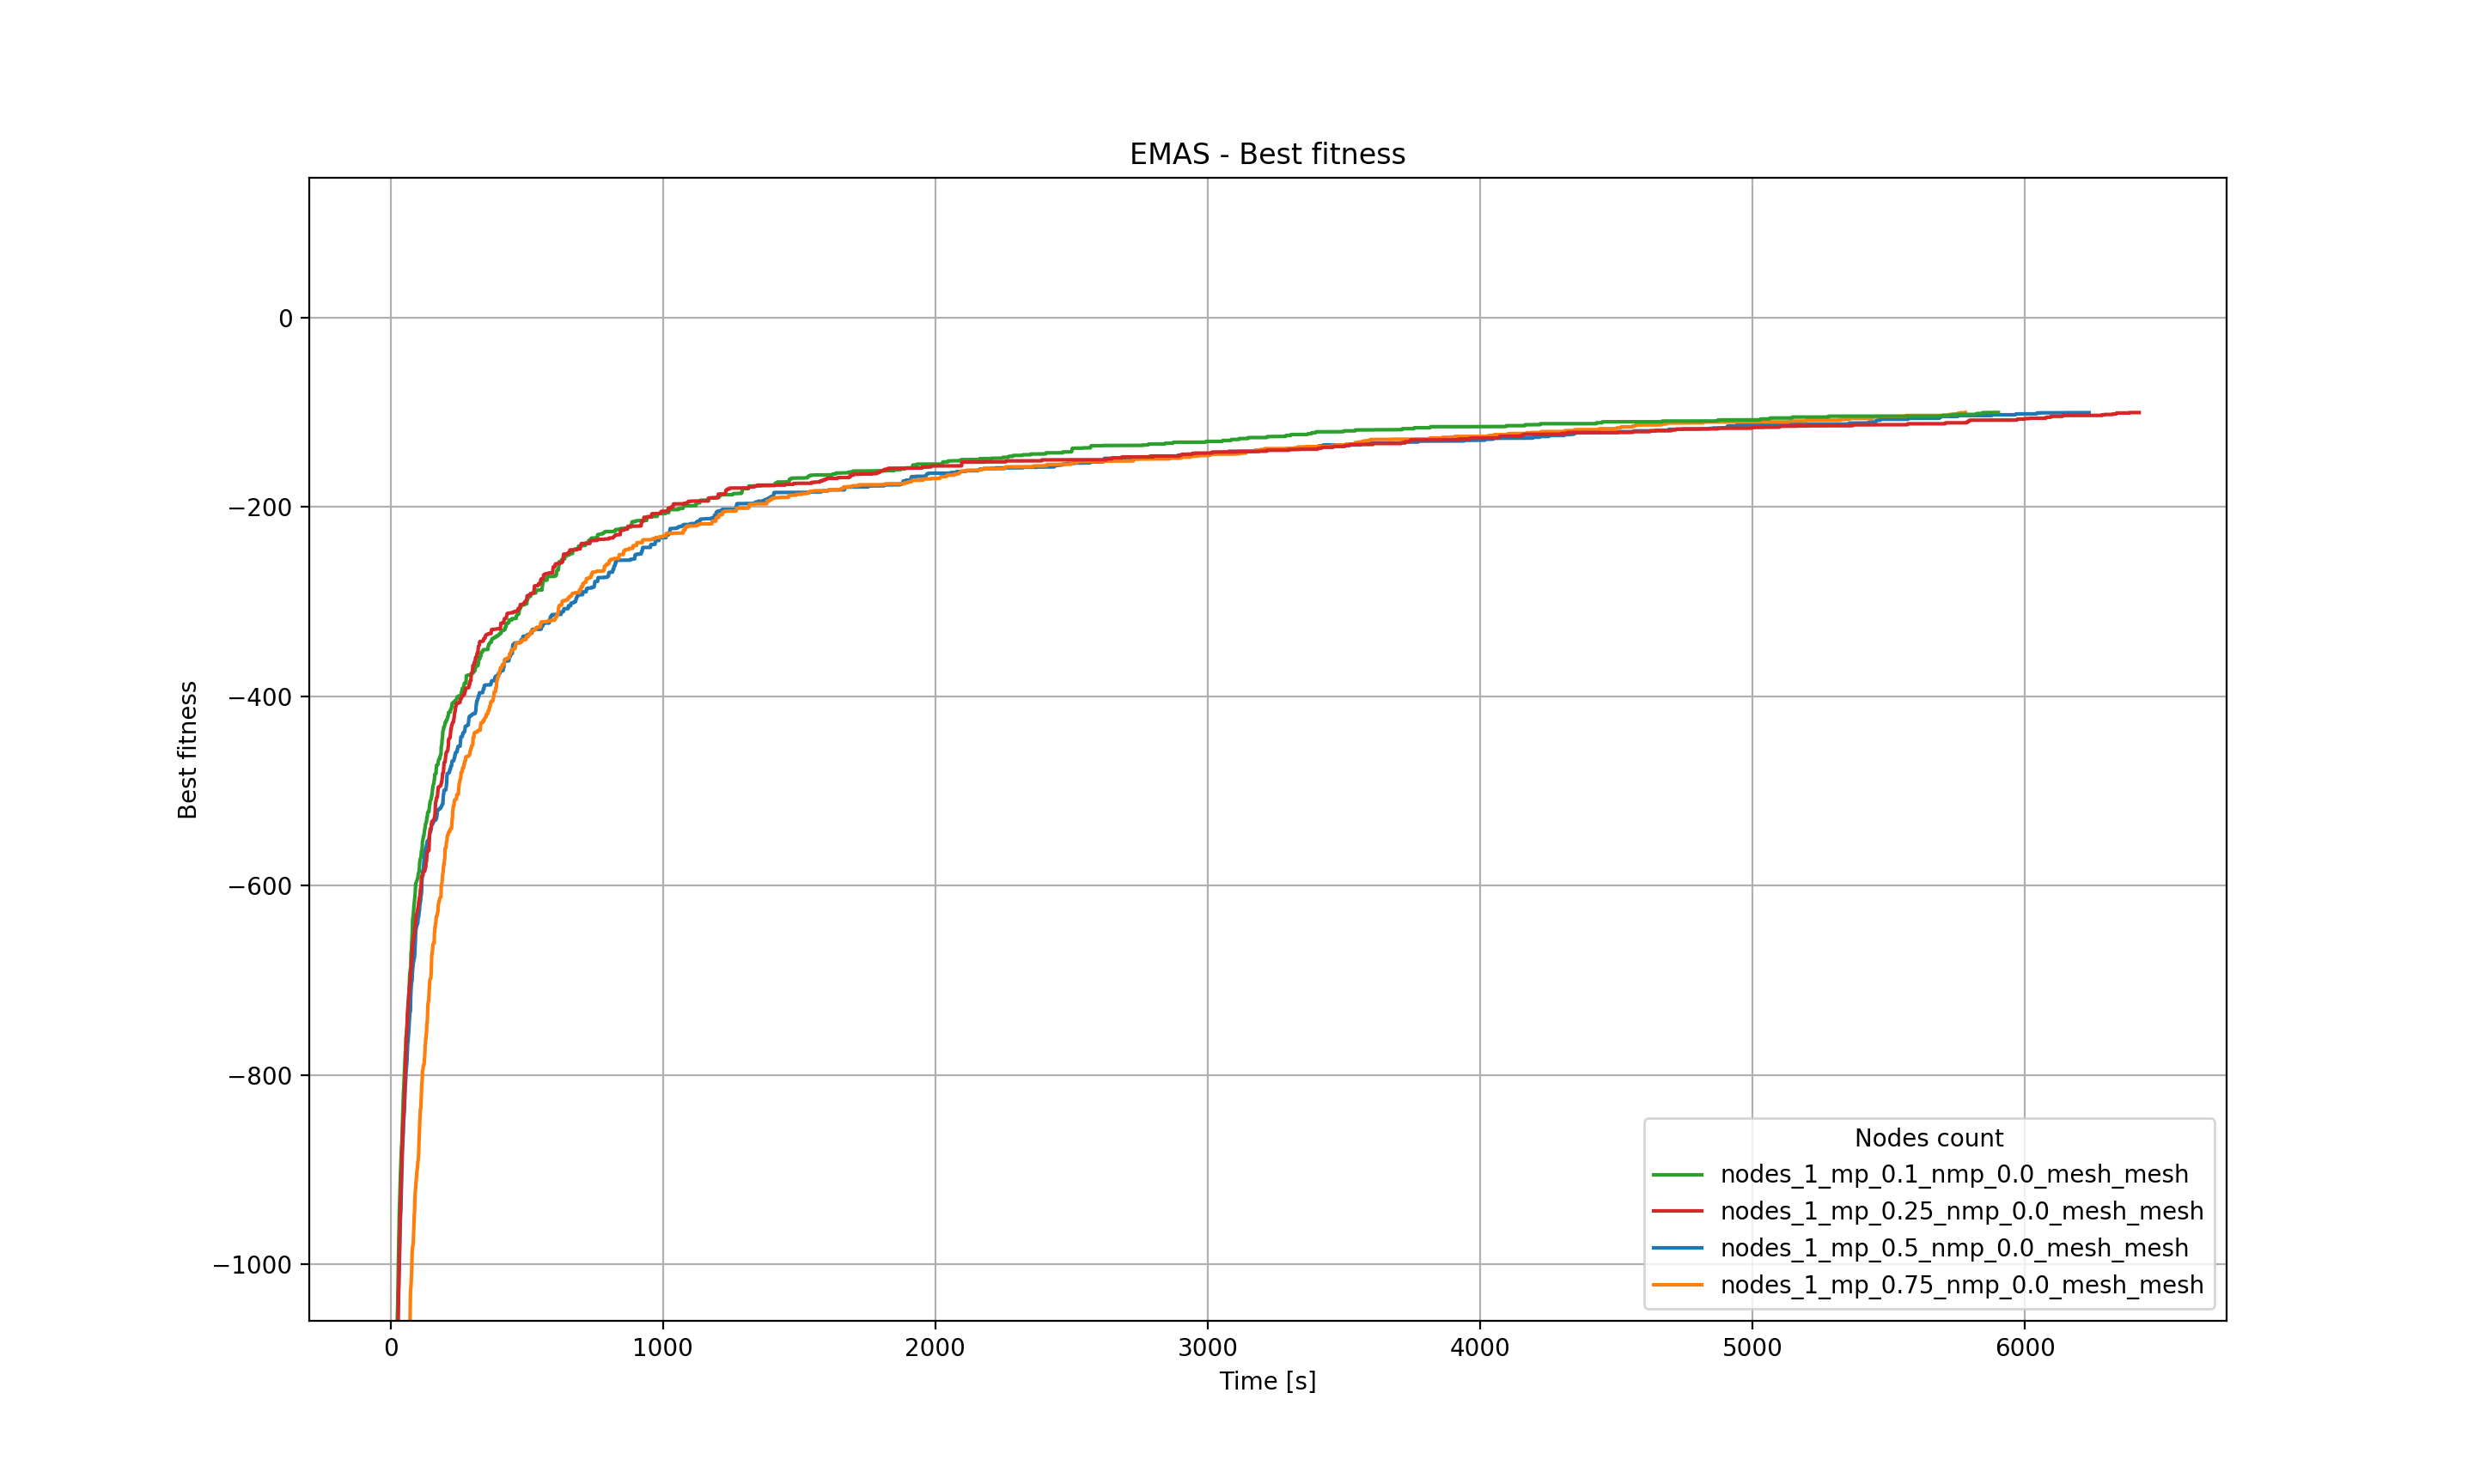 EMAS - Best fitness
0
−200
−400
−600
−800
−1000
Best fitness
0
1000
2000
3000
4000
5000
6000
Time [s]
Nodes count
nodes_1_mp_0.1_nmp_0.0_mesh_mesh
nodes_1_mp_0.25_nmp_0.0_mesh_mesh
nodes_1_mp_0.5_nmp_0.0_mesh_mesh
nodes_1_mp_0.75_nmp_0.0_mesh_mesh